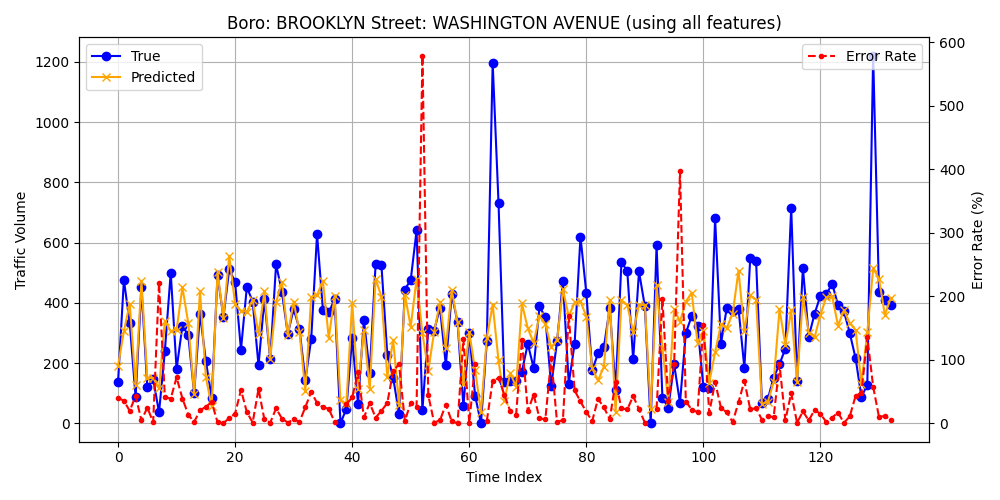 Boro: BROOKLYN Street: WASHINGTON AVENUE (using all features)
True
Predicted
Error Rate
Traffic Volume
1200
1000
800
600
400
200
0
600
500
400
300
200
100
0
Error Rate (%)
0 20 40 60 80 100 120
Time Index